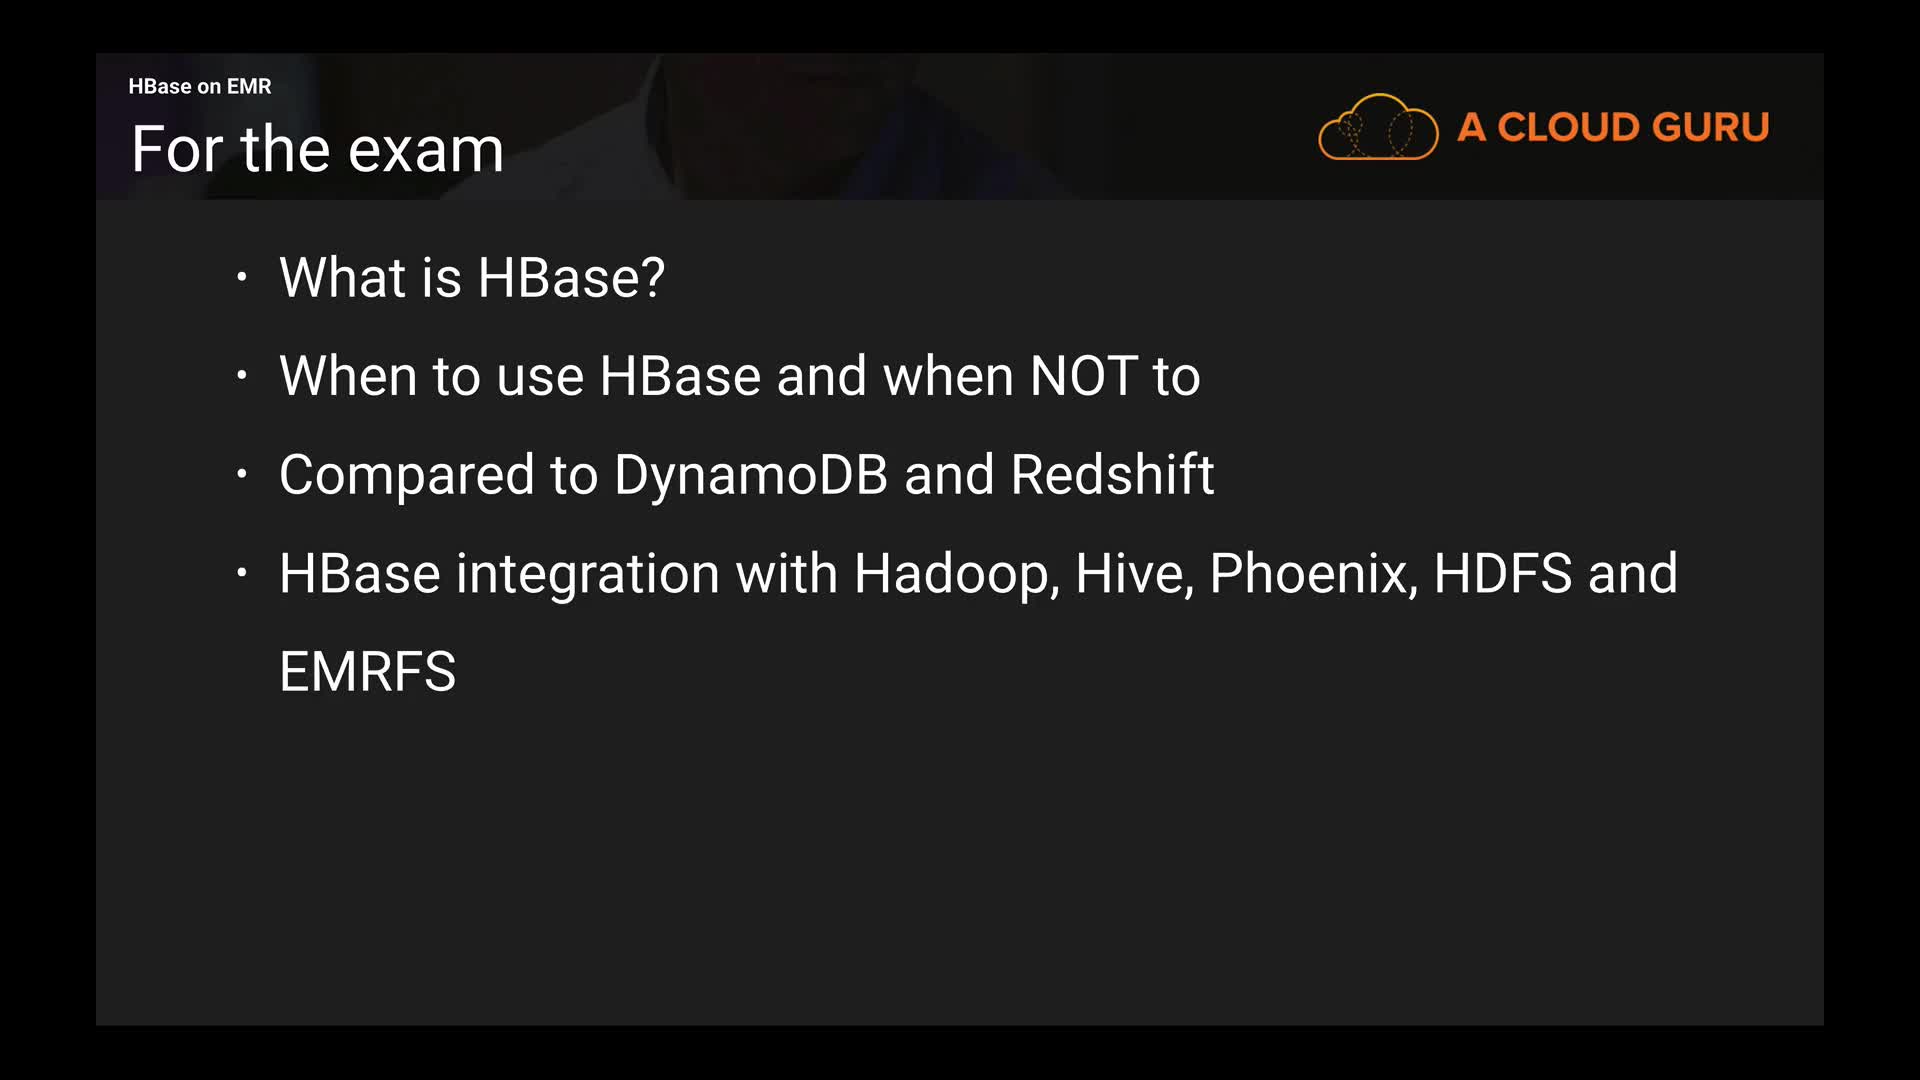 HBase on EMR
For the exam
A CLOUD GURU
• What is HBase?
• When to use HBase and when NOT to
• Compared to DynamoDB and Redshift
• HBase integration with Hadoop, Hive, Phoenix, HDFS and
EMRFS